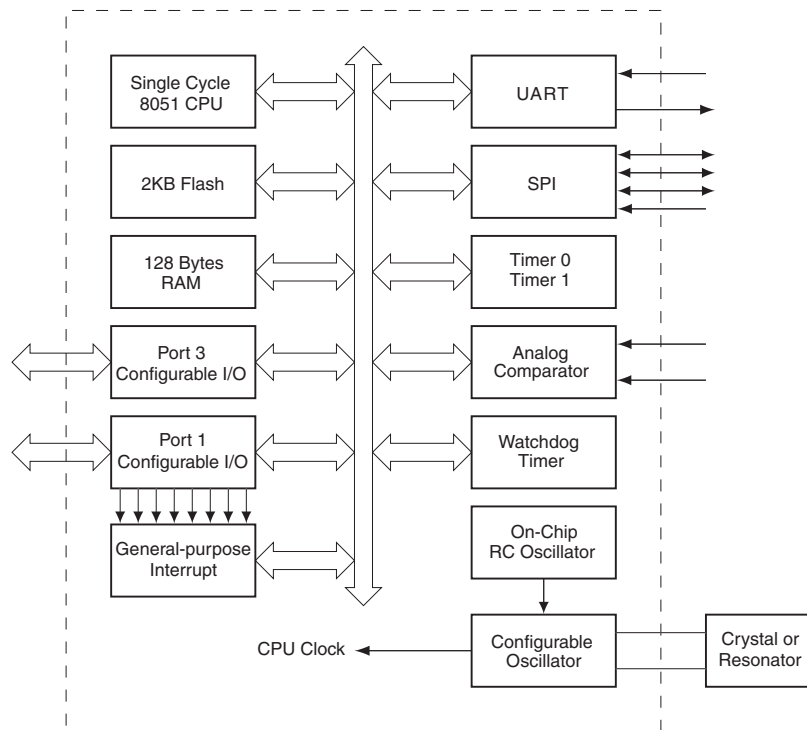 Single Cycle
8051 CPU
UART
2KB Flash
SPI
128 Bytes
RAM
Timer 0
Timer 1
Port 3
Configurable I/O
Analog
Comparator
Port 1
Configurable I/O
Watchdog
Timer
General-purpose
Interrupt
On-Chip
RC Oscillator
CPU Clock
Configurable
Oscillator
Crystal or
Resonator